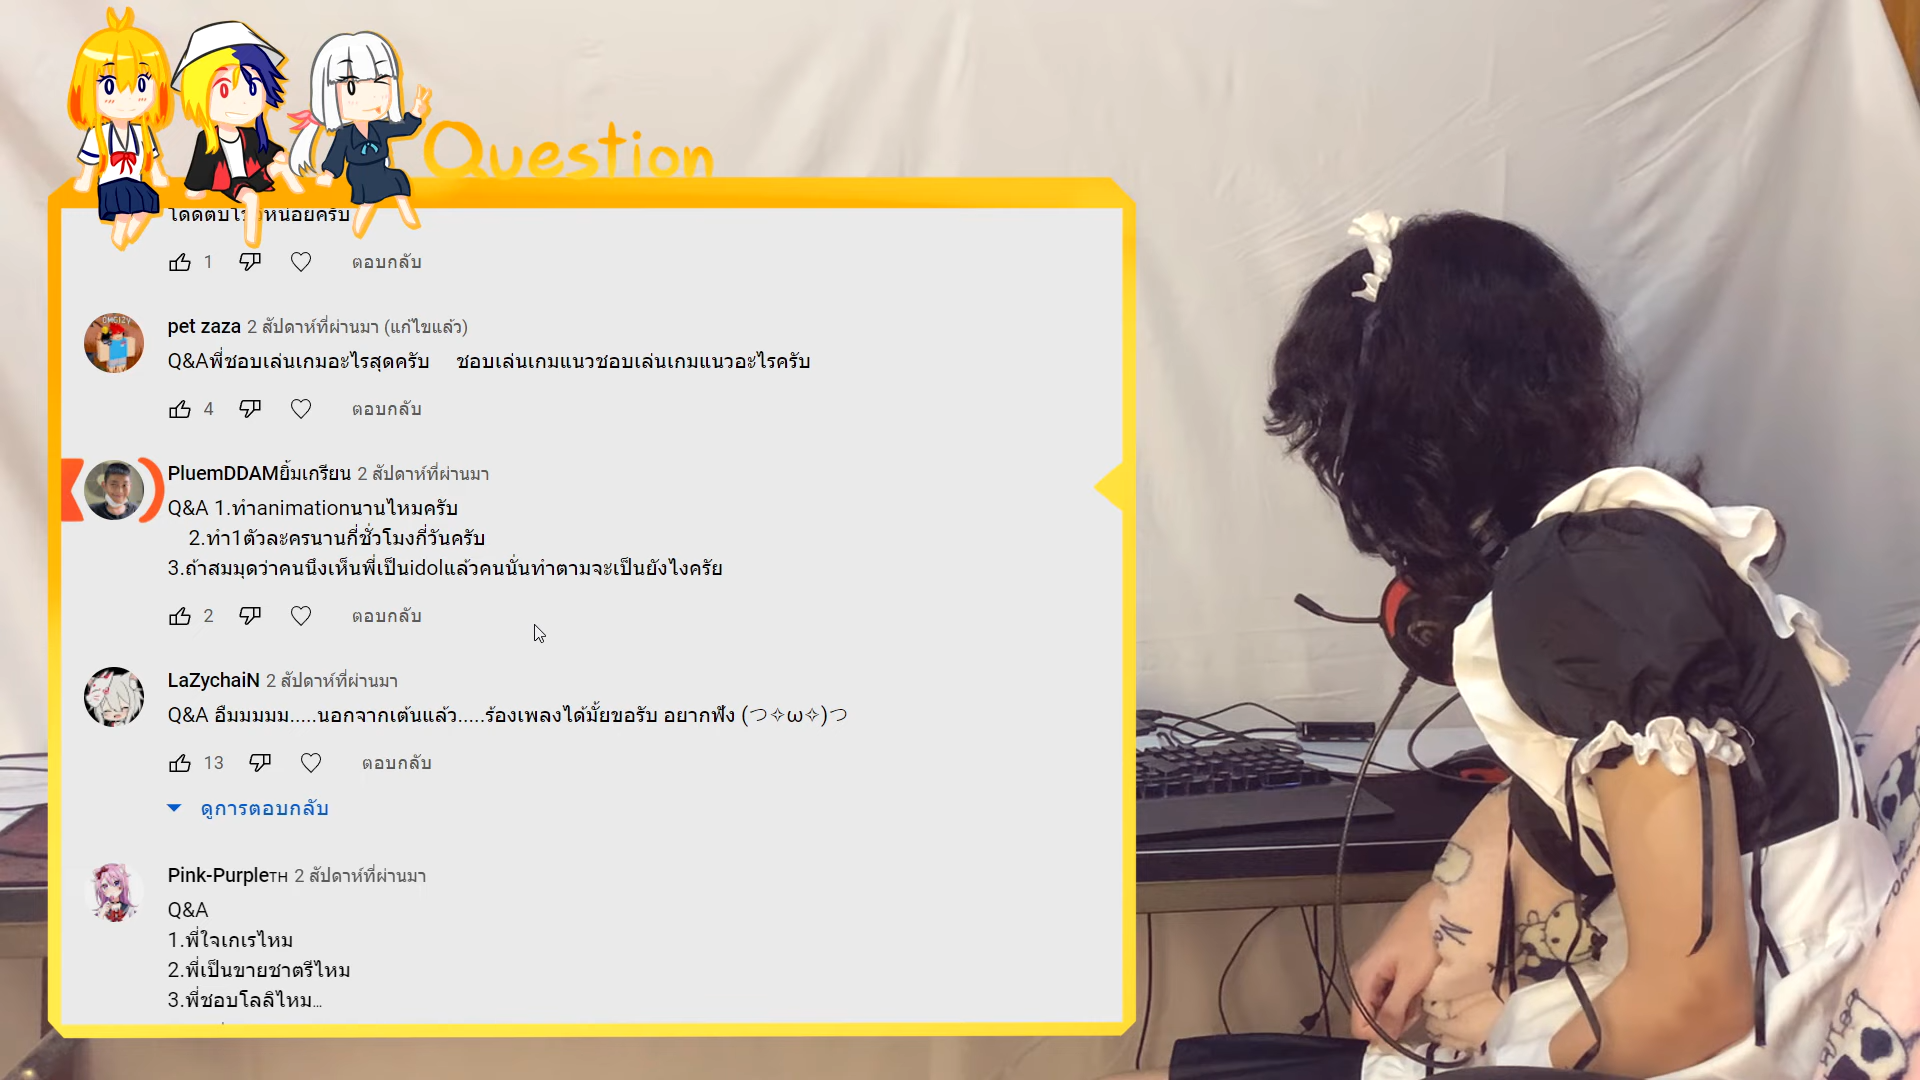 Question
โดดตบโชว์หน่อยครับ
1 ตอบกลับ
pet zaza 2 สัปดาห์ที่ผ่านมา (แก้ไขแล้ว)
Q&Aพี่ชอบเล่นเกมอะไรสุดครับ ชอบเล่นเกมแนวชอบเล่นเกมแนวอะไรครับ
4 ตอบกลับ
PluemDDAMยิ้มเกรียน 2 สัปดาห์ที่ผ่านมา
Q&A 1.ทำanimationนานไหมครับ
2.ทำ1ตัวละครนานกี่ชั่วโมงกี่วันครับ
3.ถ้าสมมุดว่าคนนึงเห็นพี่เป็นidolแล้วคนนั่นทำตามจะเป็นยังไงครัย
2 ตอบกลับ
LaZychaiN 2 สัปดาห์ที่ผ่านมา
Q&A อืมมมมม.....นอกจากเต้นแล้ว.....ร้องเพลงได้มั้ยขอรับ อยากฟัง (つ✧ω✧)つ
13 ตอบกลับ
ดูการตอบกลับ
Pink-PurpleTH 2 สัปดาห์ที่ผ่านมา
Q&A
1.พี่ใจเกเรไหม
2.พี่เป็นขายชาตรีไหม
3.พี่ชอบโลลิไหม...